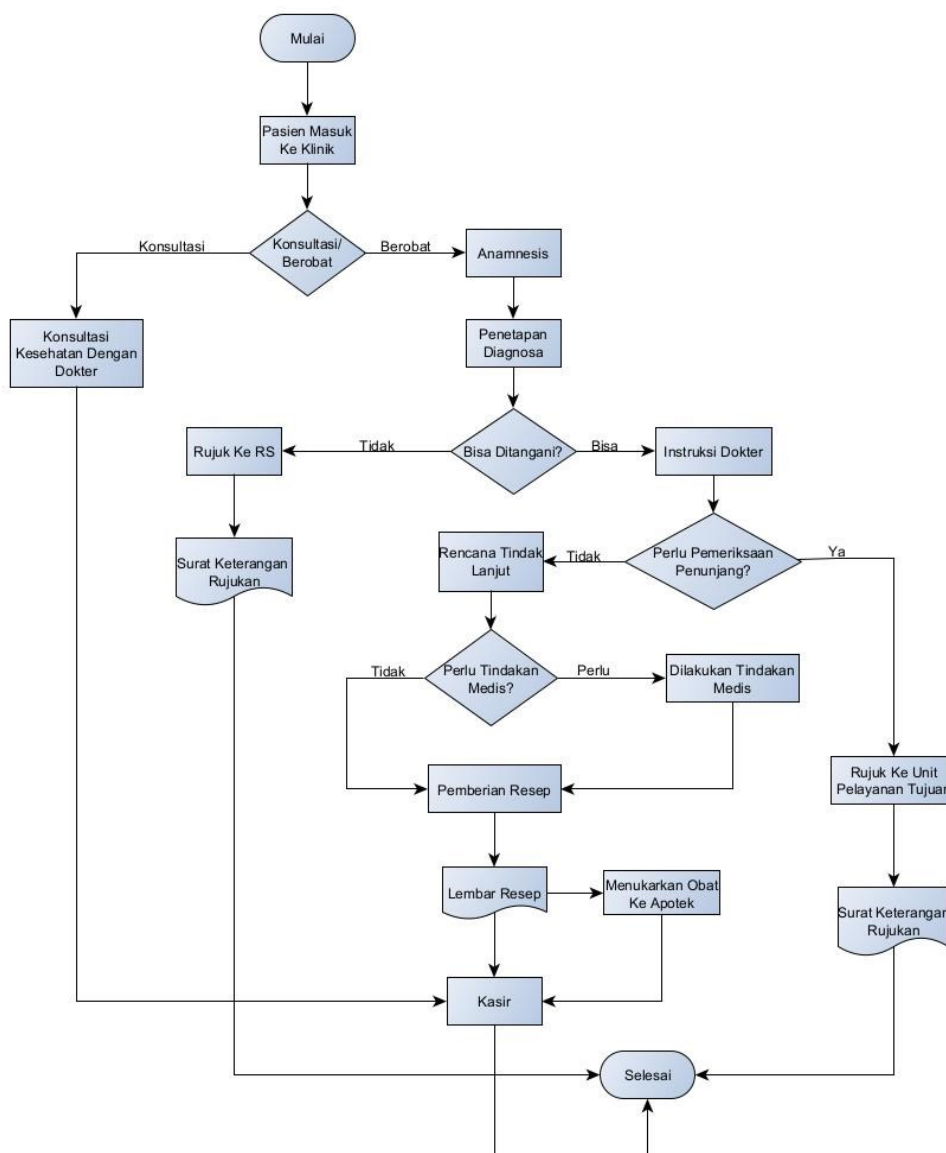 Mulai
Pasien Masuk
Ke Klinik
Konsultasi
Konsultasi/
Berobat
Berobat
Anamnesis
Konsultasi
Kesehatan Dengan
Dokter
Penetapan
Diagnosa
Rujuk Ke RS
Tidak
Bisa Ditangani?
Bisa
Instruksi Dokter
Surat Keterangan
Rujukan
Rencana Tindak
Lanjut
Tidak
Perlu Pemeriksaan
Penunjang?
Ya
Tidak
Perlu Tindakan
Medis?
Perlu
Dilakukan Tindakan
Medis
Pemberian Resep
Rujuk Ke Unit
Pelayanan Tujuan
Lembar Resep
Menukarkan Obat
Ke Apotek
Surat Keterangan
Rujukan
Kasir
Selesai